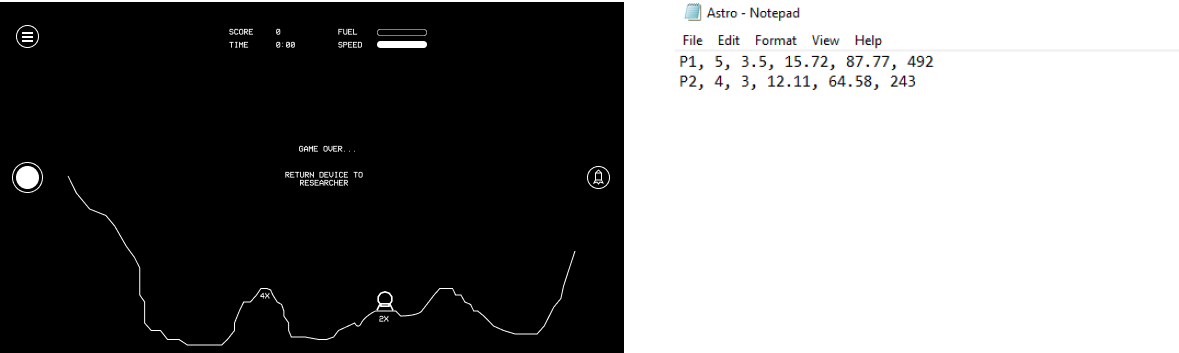 SCORE 0 FUEL
TIME 0:00 SPEED
GAME OVER...
RETURN DEVICE TO
RESEARCHER
4X
2X
Astro - Notepad
File Edit Format View Help
P1, 5, 3.5, 15.72, 87.77, 492
P2, 4, 3, 12.11, 64.58, 243